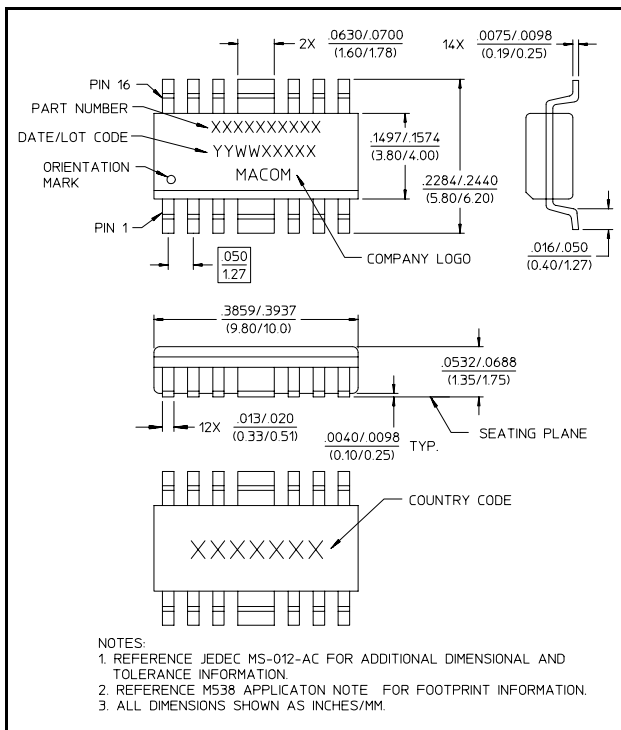 2X .0630/.0700
(1.60/1.78)
14X .0075/.0098
(0.19/0.25)
PIN 16
PART NUMBER
XXXXXXXXXX
DATE/LOT CODE
YYWWXXXXX
ORIENTATION
MARK
MACOM
.1497/.1574
(3.80/4.00)
.2284/.2440
(5.80/6.20)
PIN 1
COMPANY LOGO
.016/.050
(0.40/1.27)
.050
1.27
.3859/.3937
(9.80/10.0)
.0532/.0688
(1.35/1.75)
12X .013/.020
(0.33/0.51)
.0040/.0098 TYP.
(0.10/0.25)
SEATING PLANE
COUNTRY CODE
XXXXXXX
NOTES:
1. REFERENCE JEDEC MS-012-AC FOR ADDITIONAL DIMENSIONAL AND
TOLERANCE INFORMATION.
2. REFERENCE M538 APPLICATON NOTE FOR FOOTPRINT INFORMATION.
3. ALL DIMENSIONS SHOWN AS INCHES/MM.